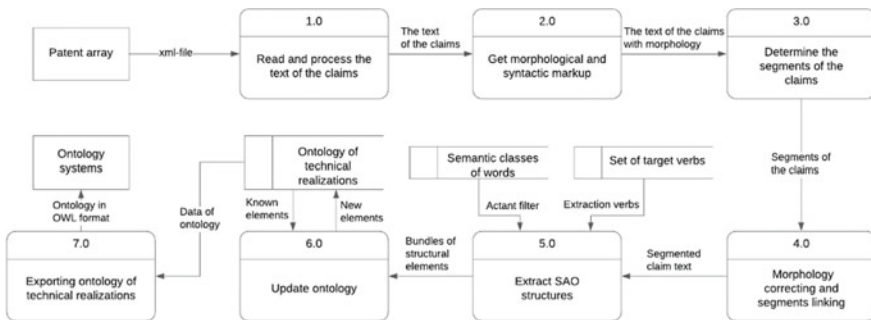 1.0
2.0
3.0
Patent array
xml-file
Read and process the
text of the claims
The text
of the claims
Get morphological and
syntactic markup
The text of the claims
with morphology
Determine the
segments of the
claims
Ontology
systems
Ontology of
technical
realizations
Semantic classes
of words
Set of target verbs
Segments of
the claims
Ontology in
OWL format
Data of
ontology
Known
elements
New
elements
Actant filter
Extraction verbs
7.0
6.0
5.0
4.0
Exporting ontology of
technical realizations
Update ontology
Bundles of
structural
elements
Extract SAO
structures
Segmented
claim text
Morphology
correcting and
segments linking